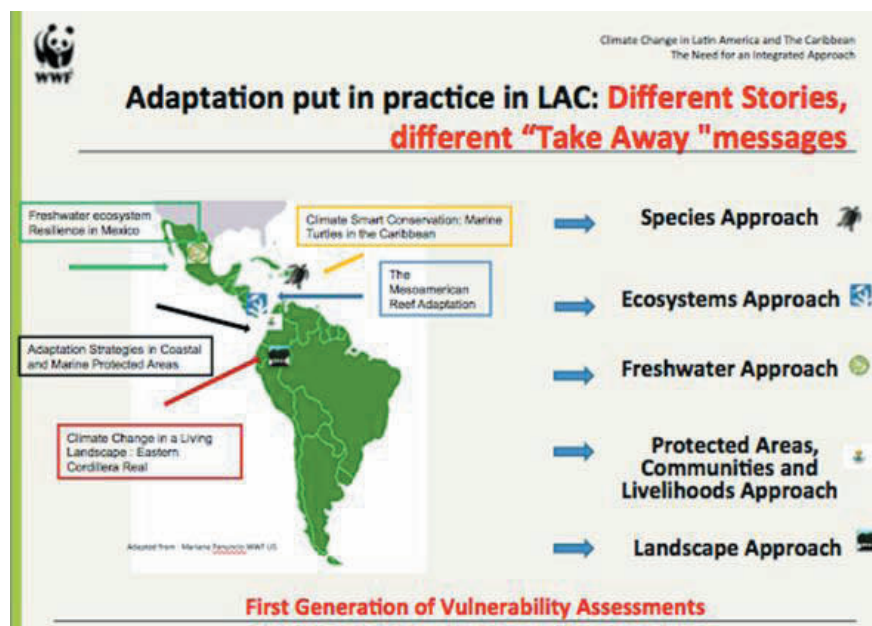 WWF
Climate Change in Latin America and The Caribbean
The Need for an Integrated Approach
Adaptation put in practice in LAC: Different Stories,
different “Take Away "messages
Freshwater ecosystem
Resilience in Mexico
Climate Smart Conservation: Marine
Turtles in the Caribbean
The
Mesoamerican
Reef Adaptation
Adaptation Strategies in Coastal
and Marine Protected Areas
Climate Change in a Living
Landscape : Eastern
Cordillera Real
Adapted from : Mariana Panuncio WWF US
Species Approach
Ecosystems Approach
Freshwater Approach
Protected Areas,
Communities and
Livelihoods Approach
Landscape Approach
First Generation of Vulnerability Assessments